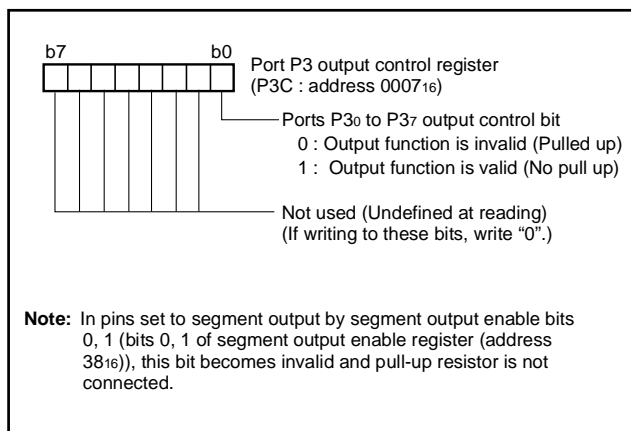 b7 b0
Port P3 output control register
(P3C : address 000716)
Ports P30 to P37 output control bit
0 : Output function is invalid (Pulled up)
1 : Output function is valid (No pull up)
Not used (Undefined at reading)
(If writing to these bits, write “0”.)
Note: In pins set to segment output by segment output enable bits
0, 1 (bits 0, 1 of segment output enable register (address
3816)), this bit becomes invalid and pull-up resistor is not
connected.